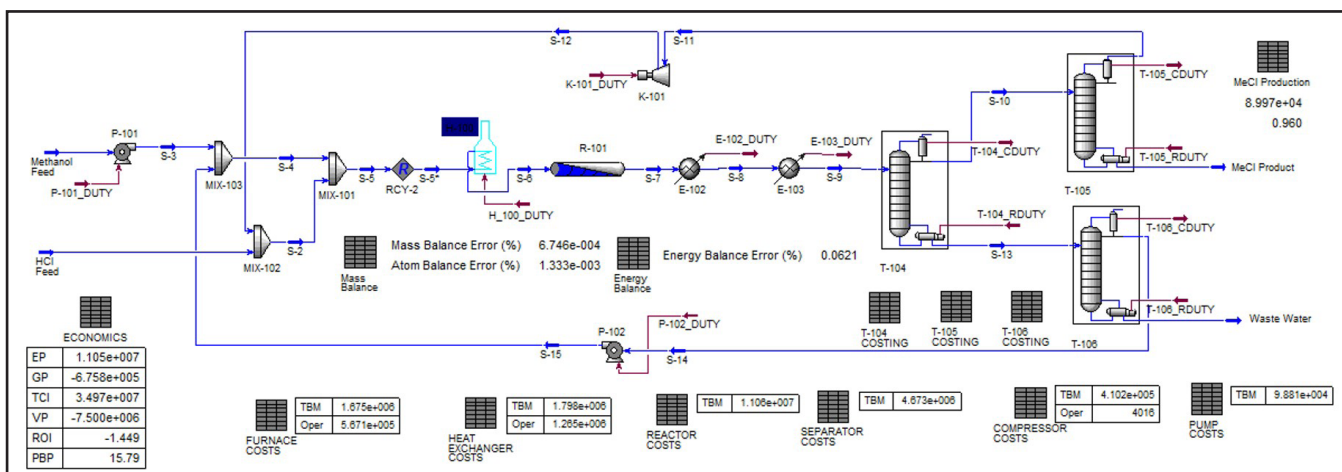 S-12
S-11
K-101_DUTY
K-101
T-105_CDUTY
MeCl Production
8.997e+04
0.960
S-10
P-101
S-3
Methanol Feed
P-101_DUTY
MIX-103
S-4
MIX-101
S-5
RCY-2
S-5*
H_100_DUTY
S-6
R-101
S-7
E-102
E-102_DUTY
S-8
E-103
E-103_DUTY
S-9
T-104_CDUTY
T-104_RDUTY
T-104
S-13
T-105_RDUTY
MeCl Product
T-105
T-106_CDUTY
T-106_RDUTY
Waste Water
T-106
HCl
Feed
MIX-102
S-2
Mass
Balance
Mass Balance Error (%) 6.746e-004
Atom Balance Error (%) 1.333e-003
Energy
Balance
Energy Balance Error (%) 0.0621
T-104
COSTING
T-105
COSTING
T-106
COSTING
P-102
P-102_DUTY
S-15
S-14
ECONOMICS
EP 1.105e+007
GP -6.758e+005
TCI 3.497e+007
VP -7.500e+006
ROI -1.449
PBP 15.79
FURNACE
COSTS
TBM 1.675e+006
Oper 5.671e+005
HEAT
EXCHANGER
COSTS
TBM 1.798e+006
Oper 1.265e+006
REACTOR
COSTS
TBM 1.106e+007
SEPARATOR
COSTS
TBM 4.673e+006
COMPRESSOR
COSTS
TBM 4.102e+005
Oper 4016
PUMP
COSTS
TBM 9.881e+004